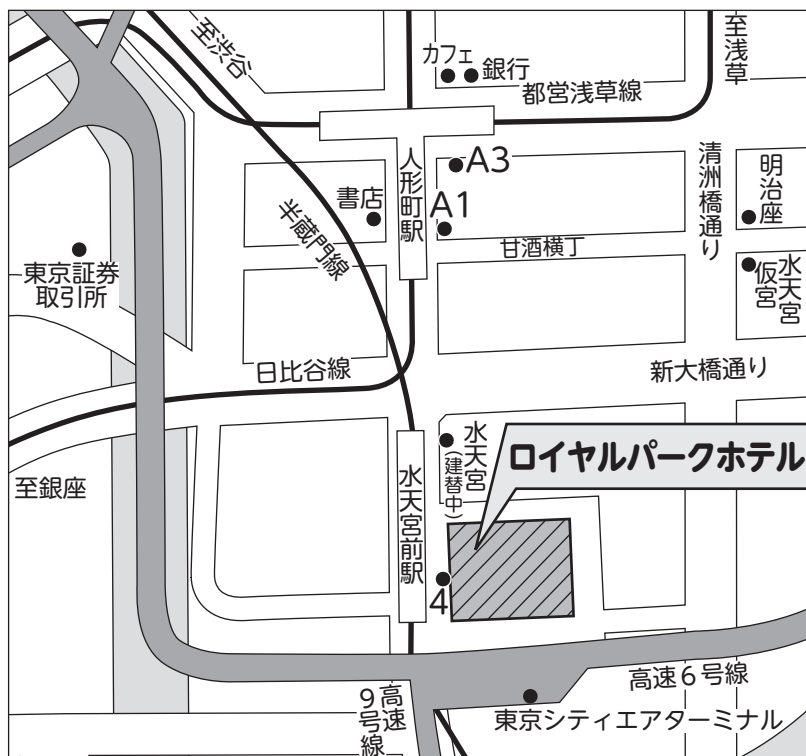 至渋谷
カフェ
銀行
都営浅草線
至浅草
人形町駅
A3
A1
書店
半蔵門線
甘酒横丁
清洲橋通り
明治座
水天宮
仮宮
東京証券
取引所
日比谷線
新大橋通り
水天宮
(建替中)
ロイヤルパークホテル
至銀座
水天宮前駅
4
高速6号線
高速
9号線
東京シティエアターミナル